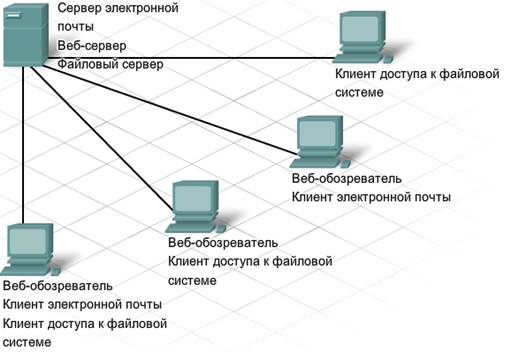 Сервер электронной
почты
Веб-сервер
Файловый сервер
Клиент доступа к файловой
системе
Веб-обозреватель
Клиент электронной почты
Веб-обозреватель
Клиент доступа к файловой
системе
Веб-обозреватель
Клиент электронной почты
Клиент доступа к файловой
системе